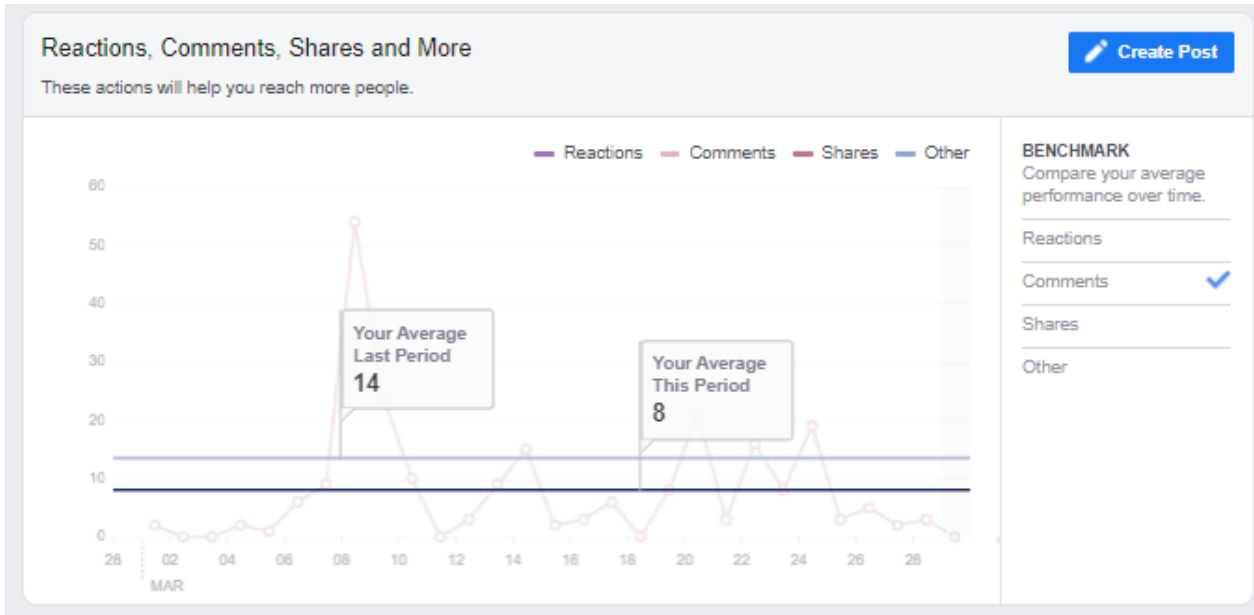 Reactions, Comments, Shares and More
Create Post
These actions will help you reach more people.
Reactions Comments Shares Other
BENCHMARK
Compare your average
performance over time.
Reactions
Comments
Shares
Other
60
50
40
30
20
10
0
Your Average
Last Period
14
Your Average
This Period
8
28 02 04 06 08 10 12 14 16 18 20 22 24 26 28
MAR